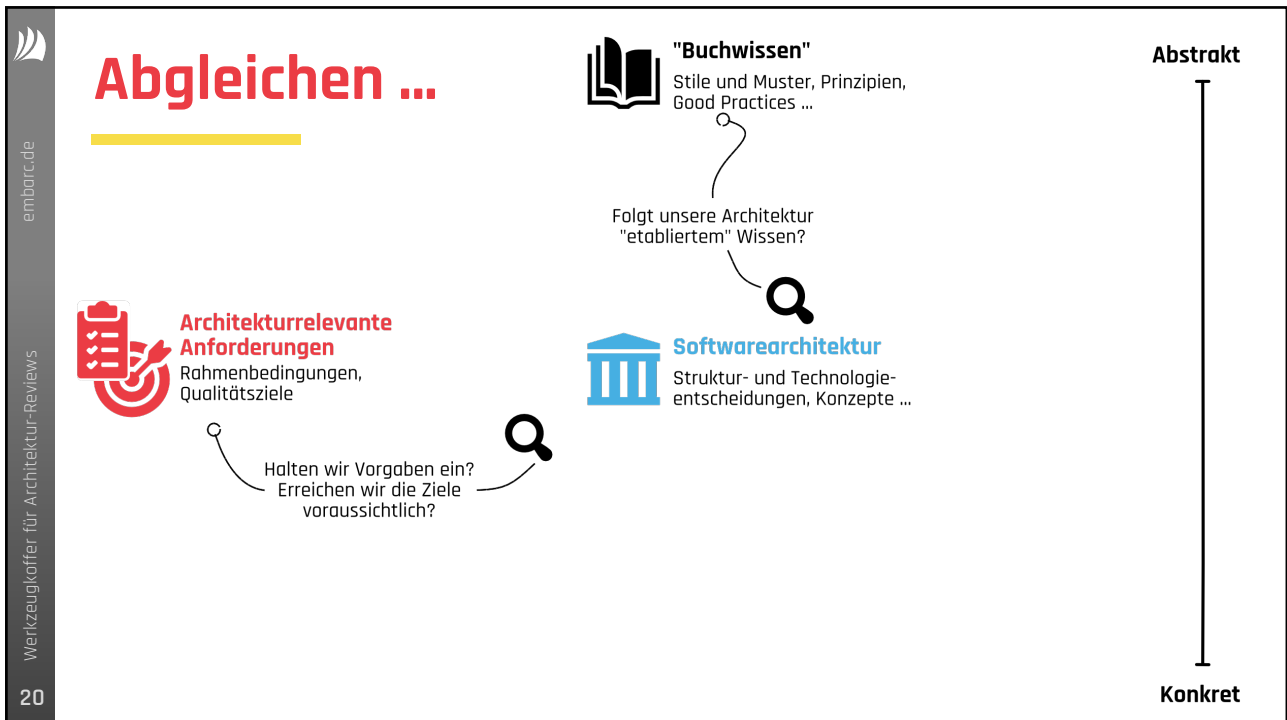 Abgleichen ...
"Buchwissen"
Stile und Muster, Prinzipien,
Good Practices ...
Abstrakt
Folgt unsere Architektur
"etabliertem" Wissen?
Architekturrelevante
Anforderungen
Rahmenbedingungen,
Qualitätsziele
Softwarearchitektur
Struktur- und Technologie-
entscheidungen, Konzepte ...
Halten wir Vorgaben ein?
Erreichen wir die Ziele
voraussichtlich?
Konkret
embarc.de
Werkzeugkoffer für Architektur-Reviews
20